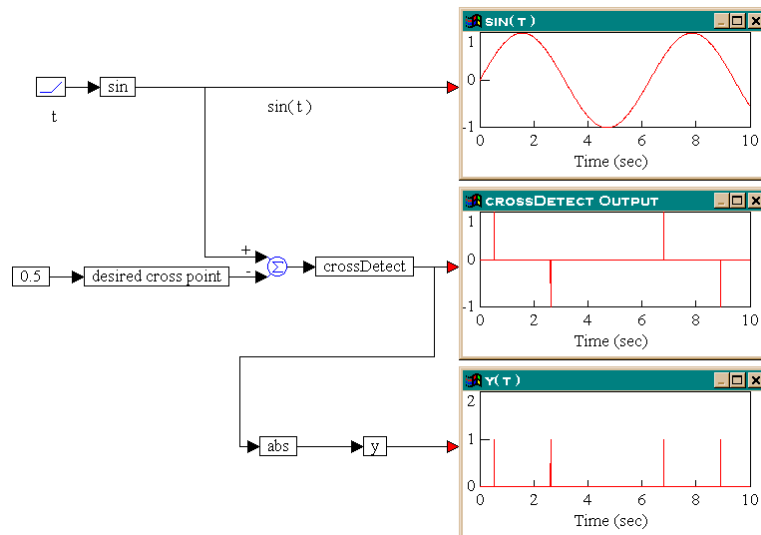 SIN(T)
1
0
-1
0 2 4 6 8 10
Time (sec)
sin
t
sin(t)
CROSSDETECT OUTPUT
1
0
-1
0 2 4 6 8 10
Time (sec)
+
-
Σ
0.5
desired cross point
crossDetect
Y(T)
2
1
0
0 2 4 6 8 10
Time (sec)
abs
y